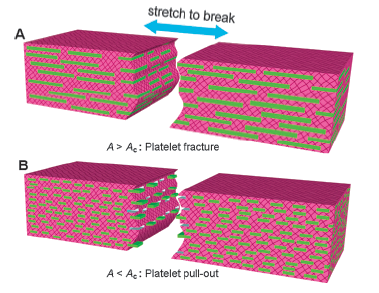 stretch to break
A
A > Ac : Platelet fracture
B
A < Ac : Platelet pull-out